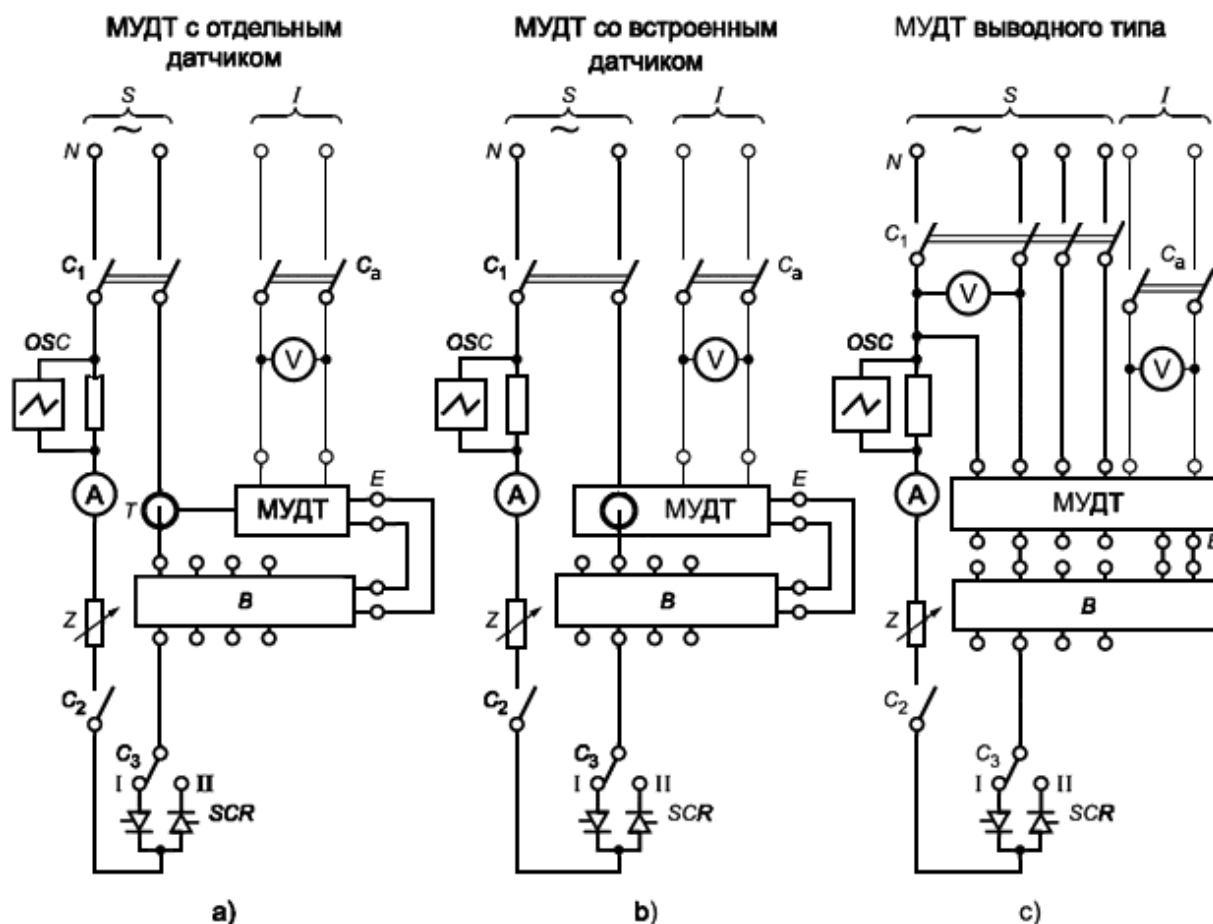 МУДТ с отдельным
датчиком
МУДТ со встроенным
датчиком
МУДТ выводного типа
S I S I S I
~ ~ ~
N N N
C1 Ca C1 Ca C1 Ca
V V V V
OSC OSC OSC
A A A
T МУДТ E МУДТ E МУДТ E
B B B
Z Z Z
C2 C2 C2
C3 C3 C3
I II I II I II
SCR SCR SCR
a) b) c)